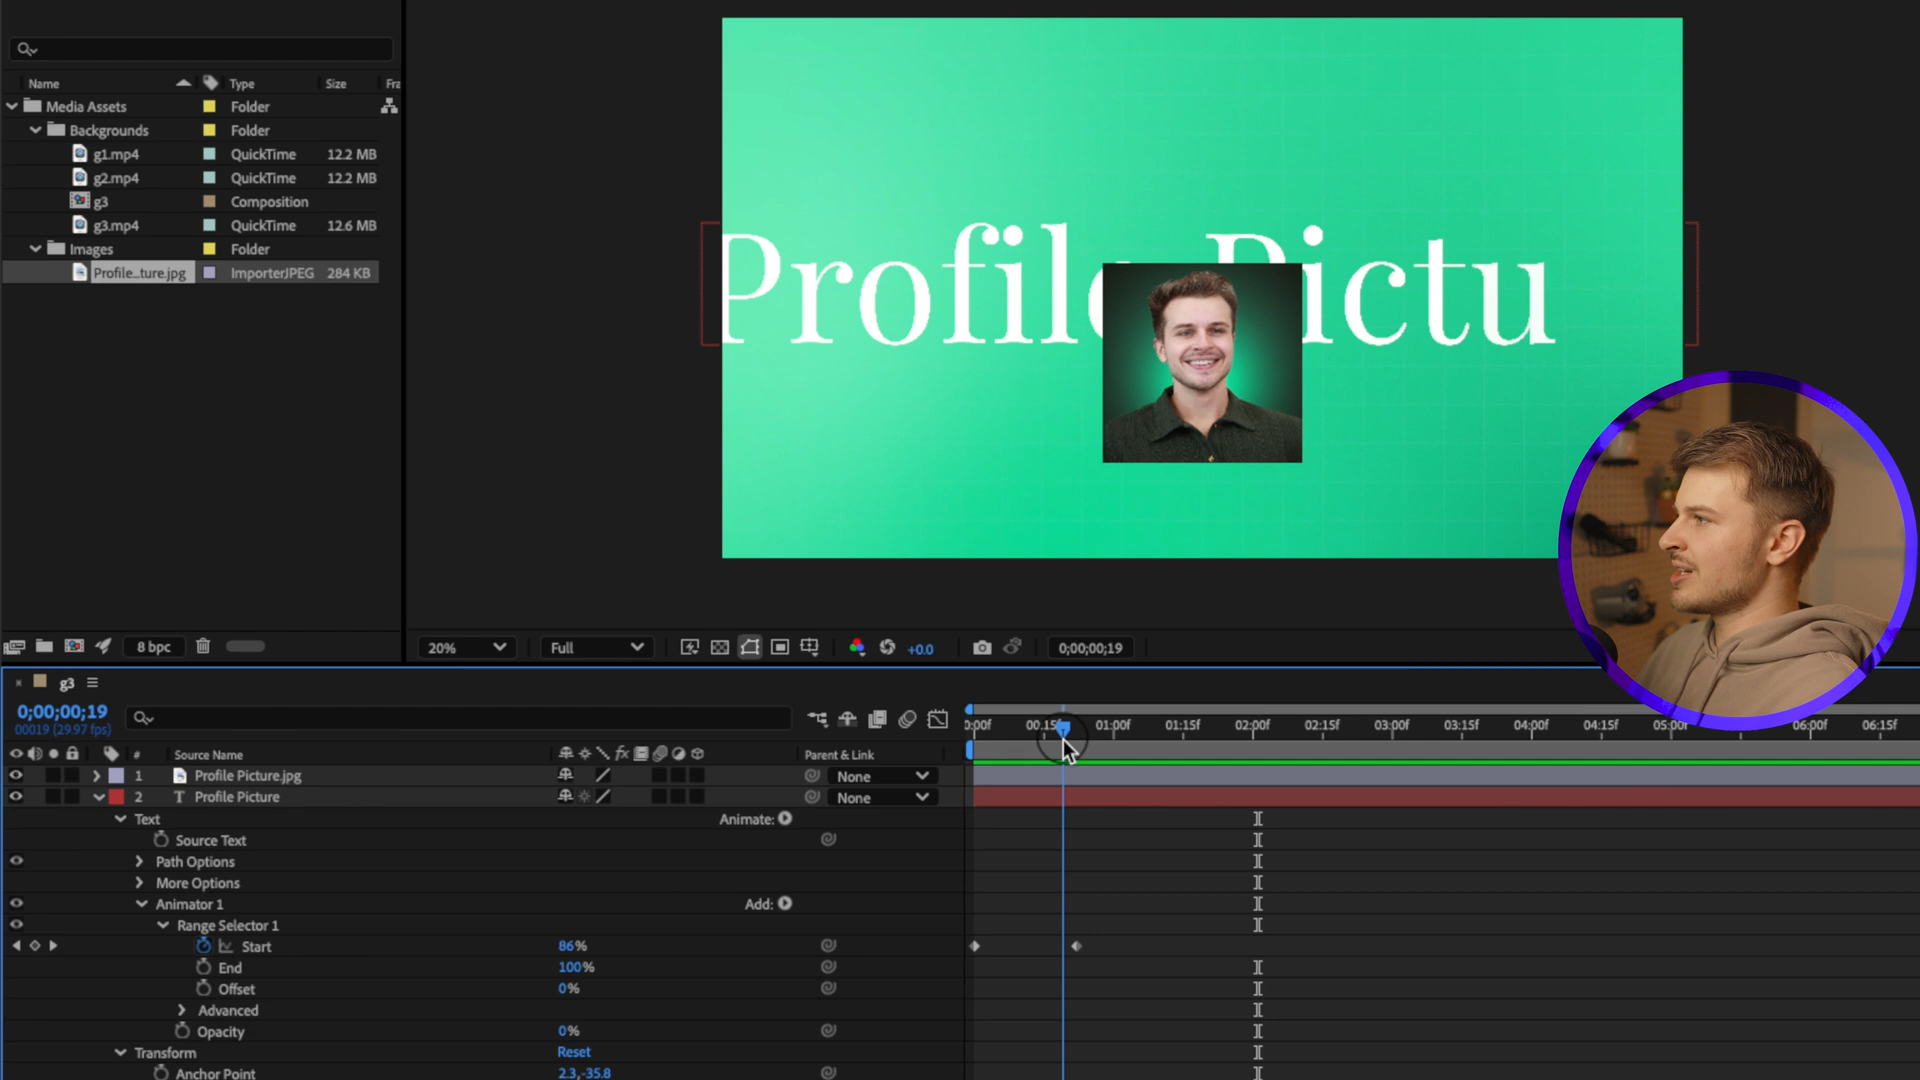 Name Type Size Fra
Media Assets Folder
Backgrounds Folder
g1.mp4 QuickTime 12.2 MB
g2.mp4 QuickTime 12.2 MB
g3 Composition
g3.mp4 QuickTime 12.6 MB
Images Folder
Profile...ture.jpg ImporterJPEG 284 KB
Profile Pictu
8 bpc
20% Full +0.0 0;00;00;19
g3
0;00;00;19
00019 (29.97 fps)
0:00f 00:15f 01:00f 01:15f 02:00f 02:15f 03:00f 03:15f 04:00f 04:15f 05:00f 06:00f 06:15f
# Source Name fx Parent & Link
1 Profile Picture.jpg None
2 T Profile Picture None
Text Animate:
Source Text
Path Options
More Options
Animator 1 Add:
Range Selector 1
Start 86%
End 100%
Offset 0%
Advanced
Opacity 0%
Transform Reset
Anchor Point 2.3,-35.8